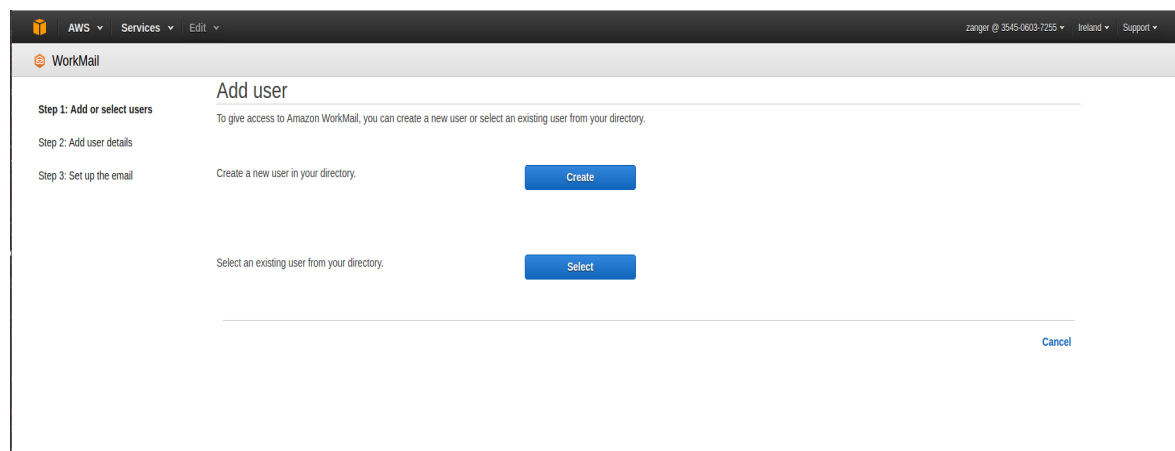 AWS Services Edit zanger @ 3545-0603-7255 Ireland Support
WorkMail
Add user
Step 1: Add or select users
To give access to Amazon WorkMail, you can create a new user or select an existing user from your directory.
Step 2: Add user details
Step 3: Set up the email
Create a new user in your directory. Create
Select an existing user from your directory. Select
Cancel